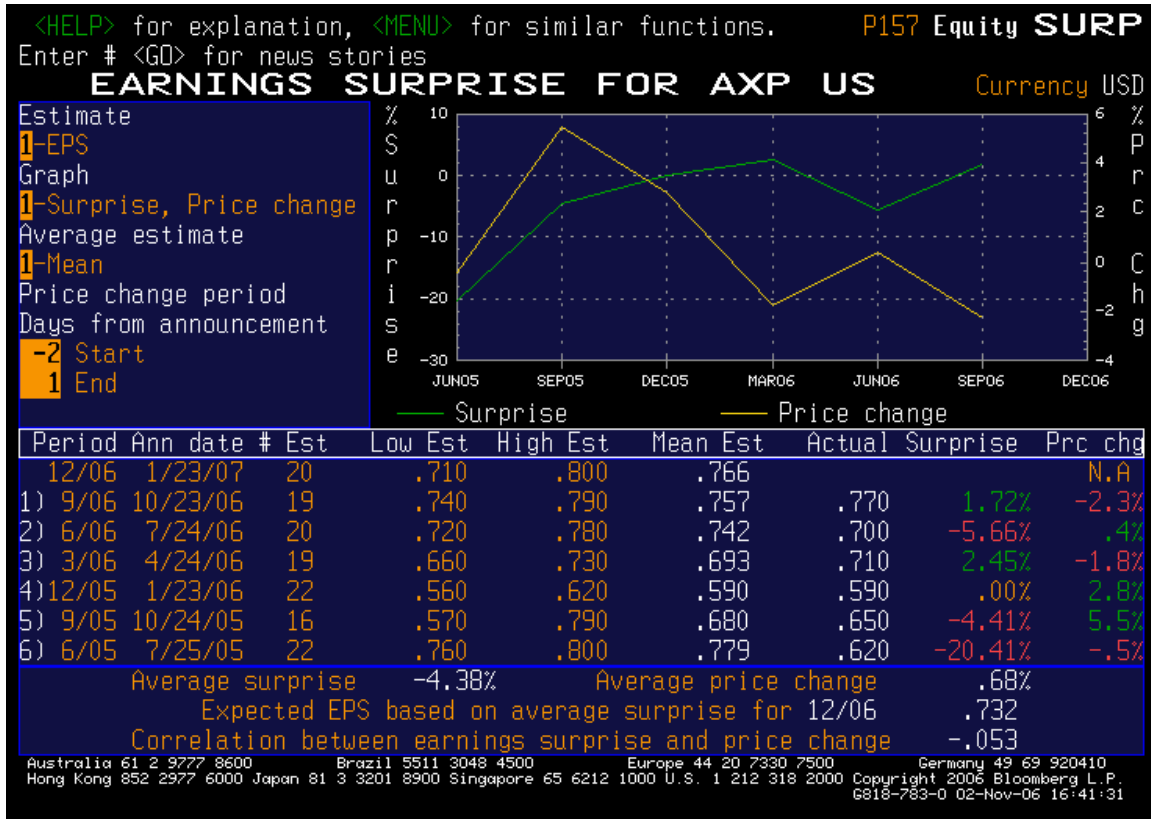 <HELP> for explanation, <MENU> for similar functions. P157 Equity SURP
Enter # <GO> for news stories
EARNINGS SURPRISE FOR AXP US Currency USD
Estimate
1-EPS
Graph
1-Surprise, Price change
Average estimate
1-Mean
Price change period
Days from announcement
-2 Start
1 End
% Surprise
10
0
-10
-20
-30
6
4
2
0
-2
-4
% Prc Chg
JUN05 SEP05 DEC05 MAR06 JUN06 SEP06 DEC06
Surprise Price change
Period Ann date # Est Low Est High Est Mean Est Actual Surprise Prc chg
12/06 1/23/07 20 .710 .800 .766 N.A
1) 9/06 10/23/06 19 .740 .790 .757 .770 1.72% -2.3%
2) 6/06 7/24/06 20 .720 .780 .742 .700 -5.66% .4%
3) 3/06 4/24/06 19 .660 .730 .693 .710 2.45% -1.8%
4)12/05 1/23/06 22 .560 .620 .590 .590 .00% 2.8%
5) 9/05 10/24/05 16 .570 .790 .680 .650 -4.41% 5.5%
6) 6/05 7/25/05 22 .760 .800 .779 .620 -20.41% -.5%
Average surprise -4.38% Average price change .68%
Expected EPS based on average surprise for 12/06 .732
Correlation between earnings surprise and price change -.053
Australia 61 2 9777 8600 Brazil 5511 3048 4500 Europe 44 20 7330 7500 Germany 49 69 920410
Hong Kong 852 2977 6000 Japan 81 3 3201 8900 Singapore 65 6212 1000 U.S. 1 212 318 2000 Copyright 2006 Bloomberg L.P.
G818-783-0 02-Nov-06 16:41:31